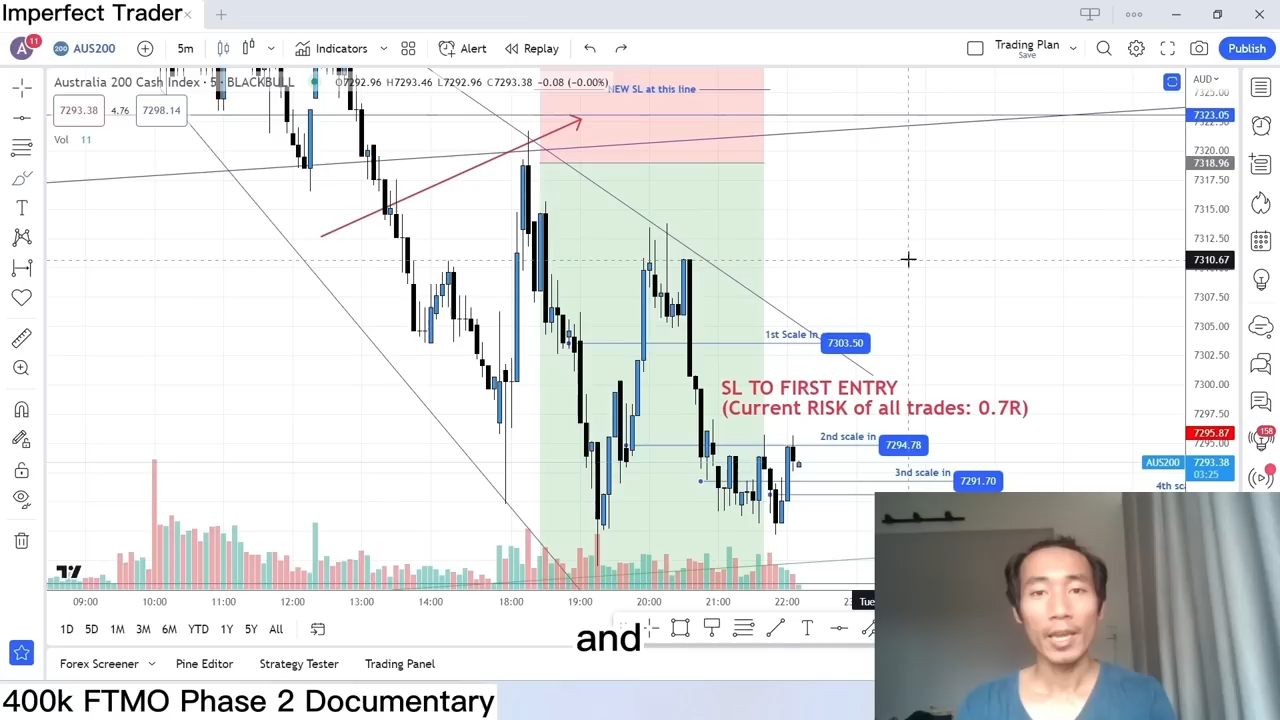 Imperfect Trader
A 11
200 AUS200
5m
Indicators
Alert
Replay
Trading Plan
Save
Publish
Australia 200 Cash Index · 5 · BLACKBULL
O7292.96 H7293.46 L7292.96 C7293.38 −0.08 (−0.00%)
7293.38
4.76
7298.14
Vol 11
NEW SL at this line
AUD
7325.00
7323.05
7320.00
7318.96
7317.50
7315.00
7312.50
7310.67
7307.50
7305.00
7302.50
7300.00
7297.50
7295.87
AUS200
7293.38
03:25
1st Scale in
7303.50
SL TO FIRST ENTRY
(Current RISK of all trades: 0.7R)
2nd scale in
7294.78
3nd scale in
7291.70
4th sca
158
09:00
10:00
11:00
12:00
13:00
14:00
18:00
19:00
20:00
21:00
22:00
Tue
1D
5D
1M
3M
6M
YTD
1Y
5Y
All
and
Forex Screener
Pine Editor
Strategy Tester
Trading Panel
400k FTMO Phase 2 Documentary